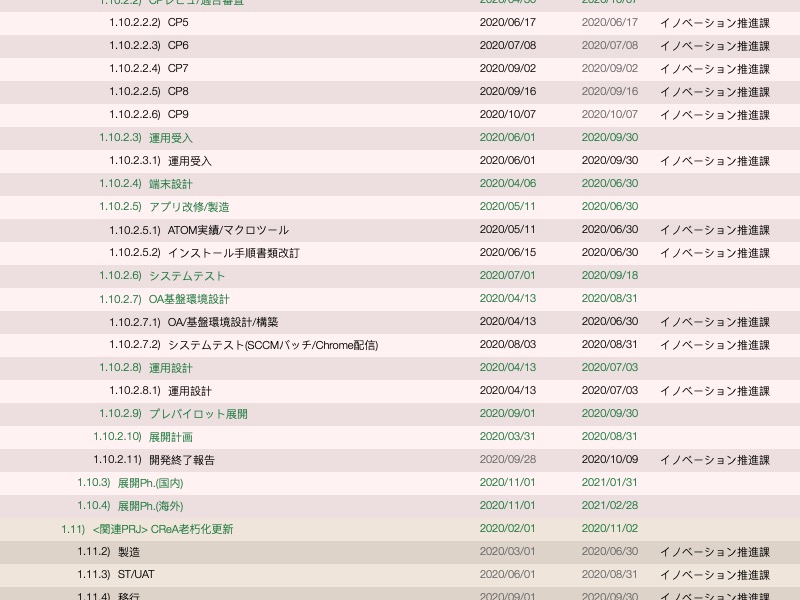 1.10.2.2.2) CP5 2020/06/17 2020/06/17 イノベーション推進課
1.10.2.2.3) CP6 2020/07/08 2020/07/08 イノベーション推進課
1.10.2.2.4) CP7 2020/09/02 2020/09/02 イノベーション推進課
1.10.2.2.5) CP8 2020/09/16 2020/09/16 イノベーション推進課
1.10.2.2.6) CP9 2020/10/07 2020/10/07 イノベーション推進課
1.10.2.3) 運用受入 2020/06/01 2020/09/30
1.10.2.3.1) 運用受入 2020/06/01 2020/09/30 イノベーション推進課
1.10.2.4) 端末設計 2020/04/06 2020/06/30
1.10.2.5) アプリ改修/製造 2020/05/11 2020/06/30
1.10.2.5.1) ATOM実績/マクロツール 2020/05/11 2020/06/30 イノベーション推進課
1.10.2.5.2) インストール手順書類改訂 2020/06/15 2020/06/30 イノベーション推進課
1.10.2.6) システムテスト 2020/07/01 2020/09/18
1.10.2.7) OA基盤環境設計 2020/04/13 2020/08/31
1.10.2.7.1) OA/基盤環境設計/構築 2020/04/13 2020/06/30 イノベーション推進課
1.10.2.7.2) システムテスト(SCCMパッチ/Chrome配信) 2020/08/03 2020/08/31 イノベーション推進課
1.10.2.8) 運用設計 2020/04/13 2020/07/03
1.10.2.8.1) 運用設計 2020/04/13 2020/07/03 イノベーション推進課
1.10.2.9) プレパイロット展開 2020/09/01 2020/09/30
1.10.2.10) 展開計画 2020/03/31 2020/08/31
1.10.2.11) 開発終了報告 2020/09/28 2020/10/09 イノベーション推進課
1.10.3) 展開Ph.(国内) 2020/11/01 2021/01/31
1.10.4) 展開Ph.(海外) 2020/11/01 2021/02/28
1.11) <関連PRJ> CReA老朽化更新 2020/02/01 2020/11/02
1.11.2) 製造 2020/03/01 2020/06/30 イノベーション推進課
1.11.3) ST/UAT 2020/06/01 2020/08/31 イノベーション推進課
1.11.4) 移行 2020/09/01 2020/09/30 イノベーション推進課